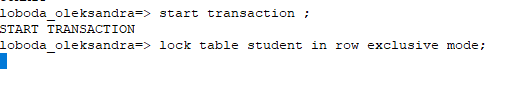 loboda_oleksandra=> start transaction ;
START TRANSACTION
loboda_oleksandra=> lock table student in row exclusive mode;